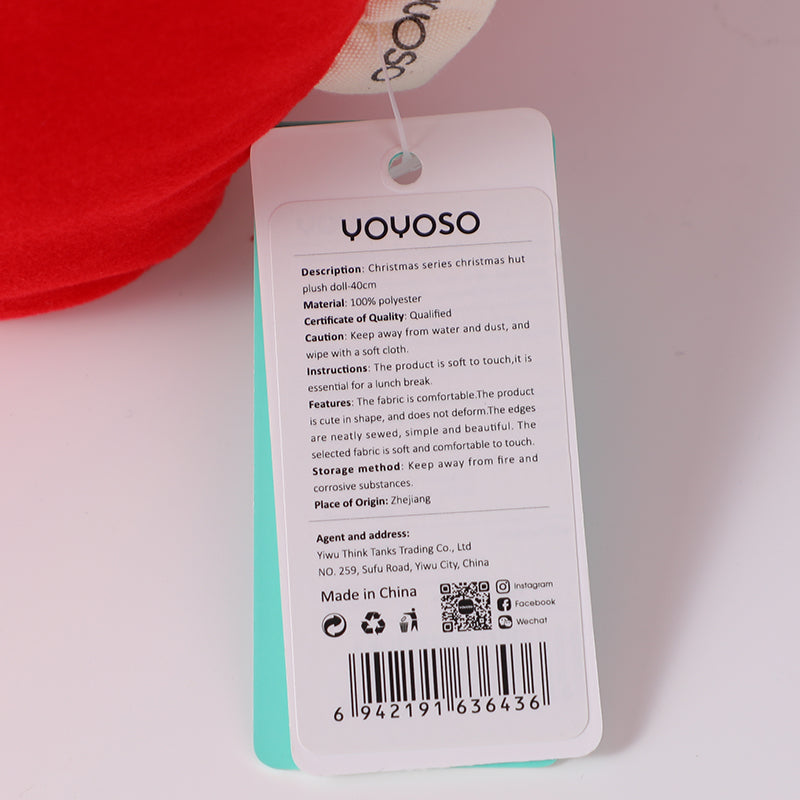 YOYOSO
YOYOSO
Description: Christmas series christmas hut
plush doll-40cm
Material: 100% polyester
Certificate of Quality: Qualified
Caution: Keep away from water and dust, and
wipe with a soft cloth.
Instructions: The product is soft to touch,it is
essential for a lunch break.
Features: The fabric is comfortable.The product
is cute in shape, and does not deform.The edges
are neatly sewed, simple and beautiful. The
selected fabric is soft and comfortable to touch.
Storage method: Keep away from fire and
corrosive substances.
Place of Origin: Zhejiang
Agent and address:
Yiwu Think Tanks Trading Co., Ltd
NO. 259, Sufu Road, Yiwu City, China
Made in China
Instagram
Facebook
Wechat
6 942191 636436